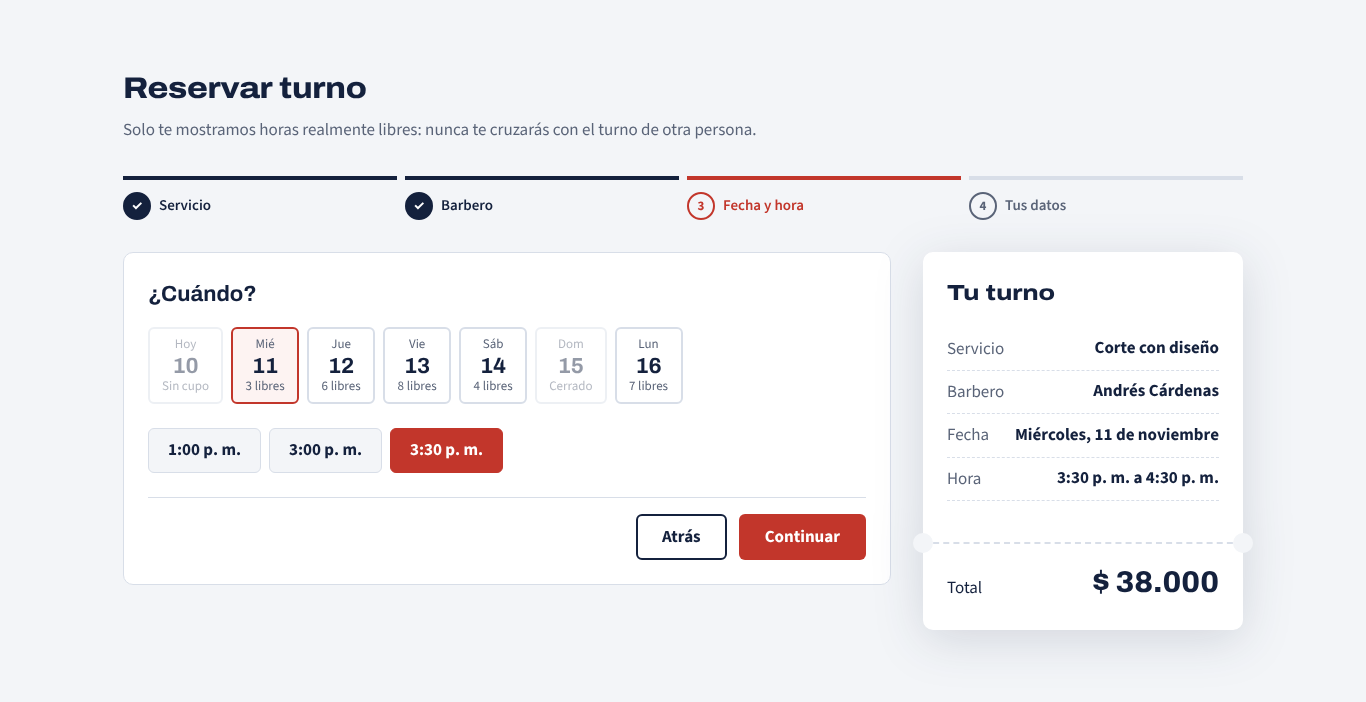 Reservar turno
Solo te mostramos horas realmente libres: nunca te cruzarás con el turno de otra persona.
Servicio
Barbero
3 Fecha y hora
4 Tus datos
¿Cuándo?
Hoy
10
Sin cupo
Mié
11
3 libres
Jue
12
6 libres
Vie
13
8 libres
Sáb
14
4 libres
Dom
15
Cerrado
Lun
16
7 libres
1:00 p. m.
3:00 p. m.
3:30 p. m.
Atrás
Continuar
Tu turno
Servicio Corte con diseño
Barbero Andrés Cárdenas
Fecha Miércoles, 11 de noviembre
Hora 3:30 p. m. a 4:30 p. m.
Total $ 38.000